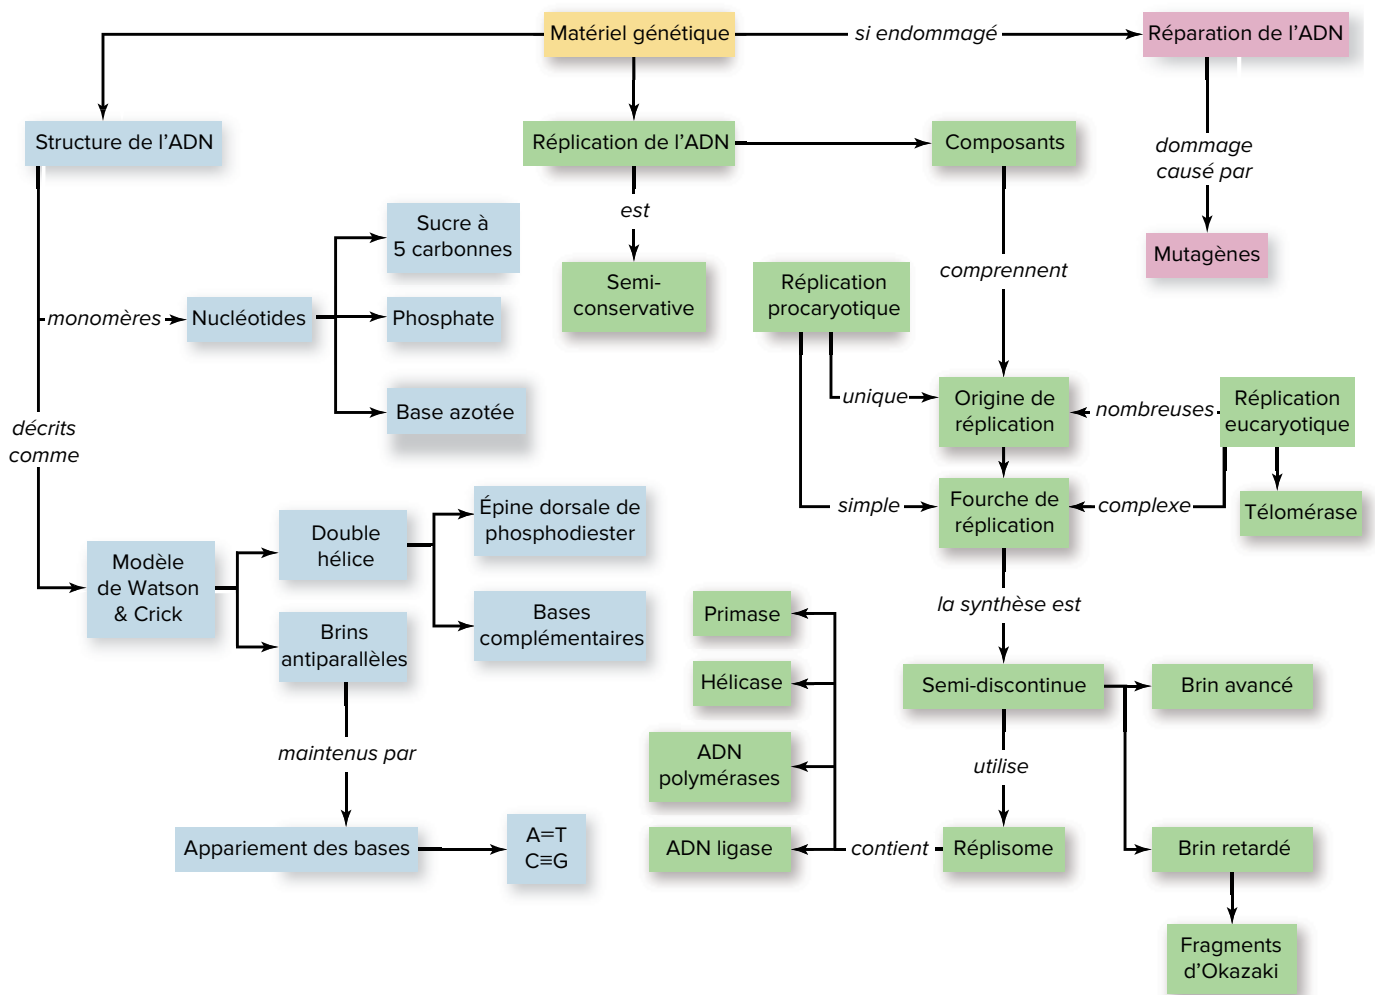 Matériel génétique
si endommagé
Réparation de l'ADN
Structure de l'ADN
Réplication de l'ADN
Composants
dommage
causé par
est
Mutagènes
Sucre à
5 carbonnes
comprennent
Semi-
conservative
Réplication
procaryotique
monomères
Nucléotides
Phosphate
Base azotée
unique
Origine de
réplication
nombreuses
Réplication
eucaryotique
décrits
comme
simple
Fourche de
réplication
complexe
Télomérase
Épine dorsale de
phosphodiester
Double
hélice
Modèle
de Watson
& Crick
Bases
complémentaires
Brins
antiparallèles
la synthèse est
Primase
Hélicase
Semi-discontinue
Brin avancé
maintenus par
ADN
polymérases
utilise
Appariement des bases
A=T
C≡G
ADN ligase
contient
Réplisome
Brin retardé
Fragments
d'Okazaki